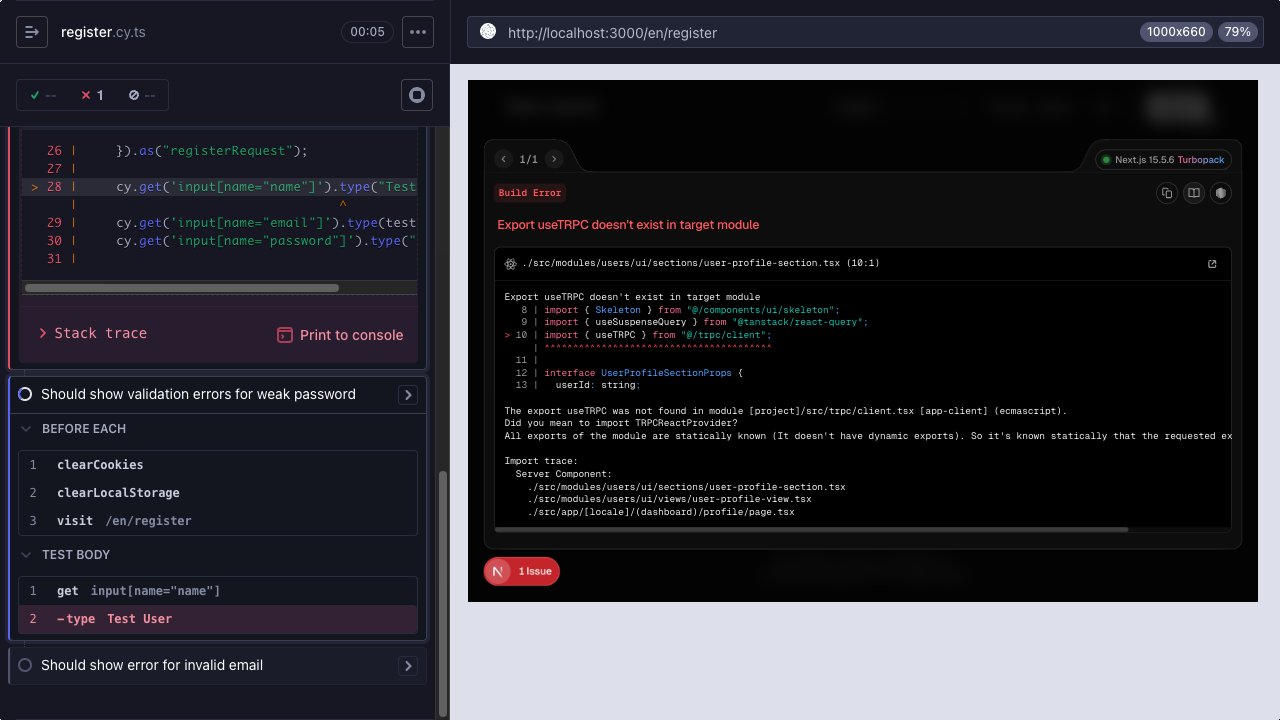 register.cy.ts
00:05
--
1
--
26 | }).as("registerRequest");
27 |
> 28 | cy.get('input[name="name"]').type("Test
| ^
29 | cy.get('input[name="email"]').type(test
30 | cy.get('input[name="password"]').type("
31 |
Stack trace
Print to console
Should show validation errors for weak password
BEFORE EACH
1 clearCookies
2 clearLocalStorage
3 visit /en/register
TEST BODY
1 get input[name="name"]
2 -type Test User
Should show error for invalid email
http://localhost:3000/en/register
1000x660
79%
1/1
Next.js 15.5.6 Turbopack
Build Error
Export useTRPC doesn't exist in target module
./src/modules/users/ui/sections/user-profile-section.tsx (10:1)
Export useTRPC doesn't exist in target module
8 | import { Skeleton } from "@/components/ui/skeleton";
9 | import { useSuspenseQuery } from "@tanstack/react-query";
> 10 | import { useTRPC } from "@/trpc/client";
| ^^^^^^^^^^^^^^^^^^^^^^^^^^^^^^^^^^^^^^^^
11 |
12 | interface UserProfileSectionProps {
13 | userId: string;
The export useTRPC was not found in module [project]/src/trpc/client.tsx [app-client] (ecmascript).
Did you mean to import TRPCReactProvider?
All exports of the module are statically known (It doesn't have dynamic exports). So it's known statically that the requested ex
Import trace:
Server Component:
./src/modules/users/ui/sections/user-profile-section.tsx
./src/modules/users/ui/views/user-profile-view.tsx
./src/app/[locale]/(dashboard)/profile/page.tsx
N 1 Issue